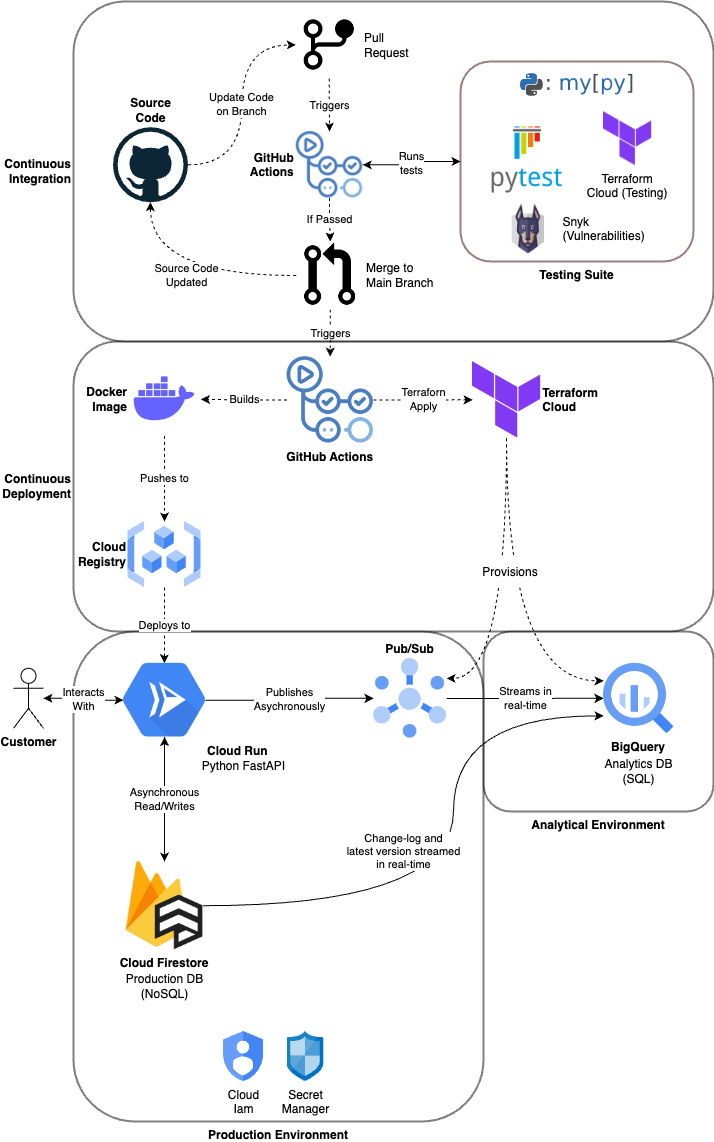 Pull
Request
: my[py]
Update Code
on Branch
Triggers
Source
Code
pytest
Continuous
Integration
GitHub
Actions
Runs
tests
Terraform
Cloud (Testing)
If Passed
Snyk
(Vulnerabilities)
Source Code
Updated
Merge to
Main Branch
Testing Suite
Triggers
Docker
Image
Builds
Terraform
Apply
Terraform
Cloud
GitHub Actions
Continuous
Deployment
Pushes to
Cloud
Registry
Provisions
Deploys to
Pub/Sub
Interacts
With
Publishes
Asychronously
Streams in
real-time
Customer
Cloud Run
Python FastAPI
BigQuery
Analytics DB
(SQL)
Asynchronous
Read/Writes
Analytical Environment
Change-log and
latest version streamed
in real-time
Cloud Firestore
Production DB
(NoSQL)
Cloud
Iam
Secret
Manager
Production Environment